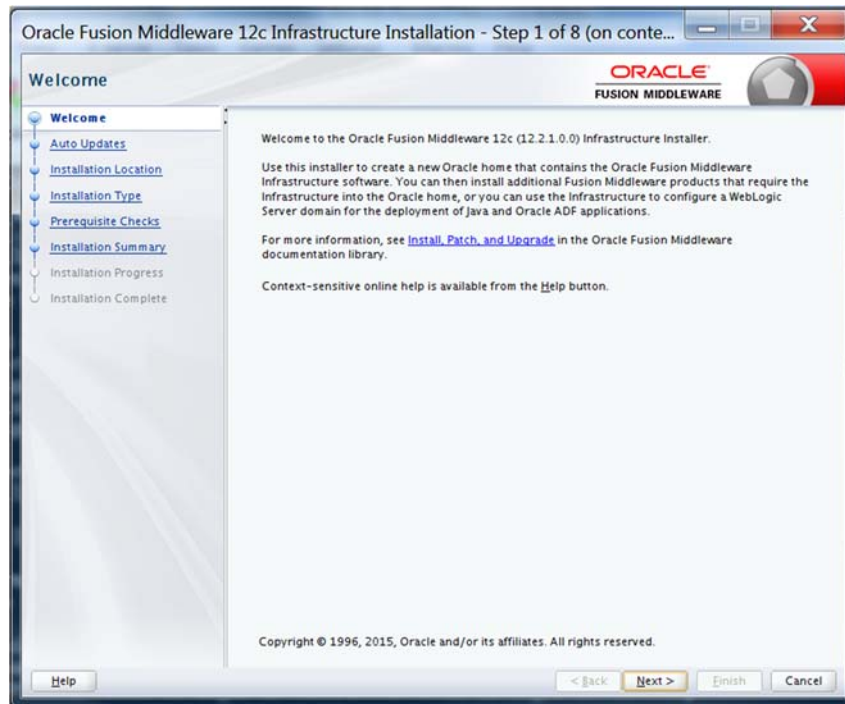 Oracle Fusion Middleware 12c Infrastructure Installation - Step 1 of 8 (on conte...
Welcome
ORACLE
FUSION MIDDLEWARE
Welcome
Auto Updates
Installation Location
Installation Type
Prerequisite Checks
Installation Summary
Installation Progress
Installation Complete
Welcome to the Oracle Fusion Middleware 12c (12.2.1.0.0) Infrastructure Installer.
Use this installer to create a new Oracle home that contains the Oracle Fusion Middleware
Infrastructure software. You can then install additional Fusion Middleware products that require the
Infrastructure into the Oracle home, or you can use the Infrastructure to configure a WebLogic
Server domain for the deployment of Java and Oracle ADF applications.
For more information, see Install, Patch, and Upgrade in the Oracle Fusion Middleware
documentation library.
Context-sensitive online help is available from the Help button.
Copyright © 1996, 2015, Oracle and/or its affiliates. All rights reserved.
Help
< Back
Next >
Finish
Cancel